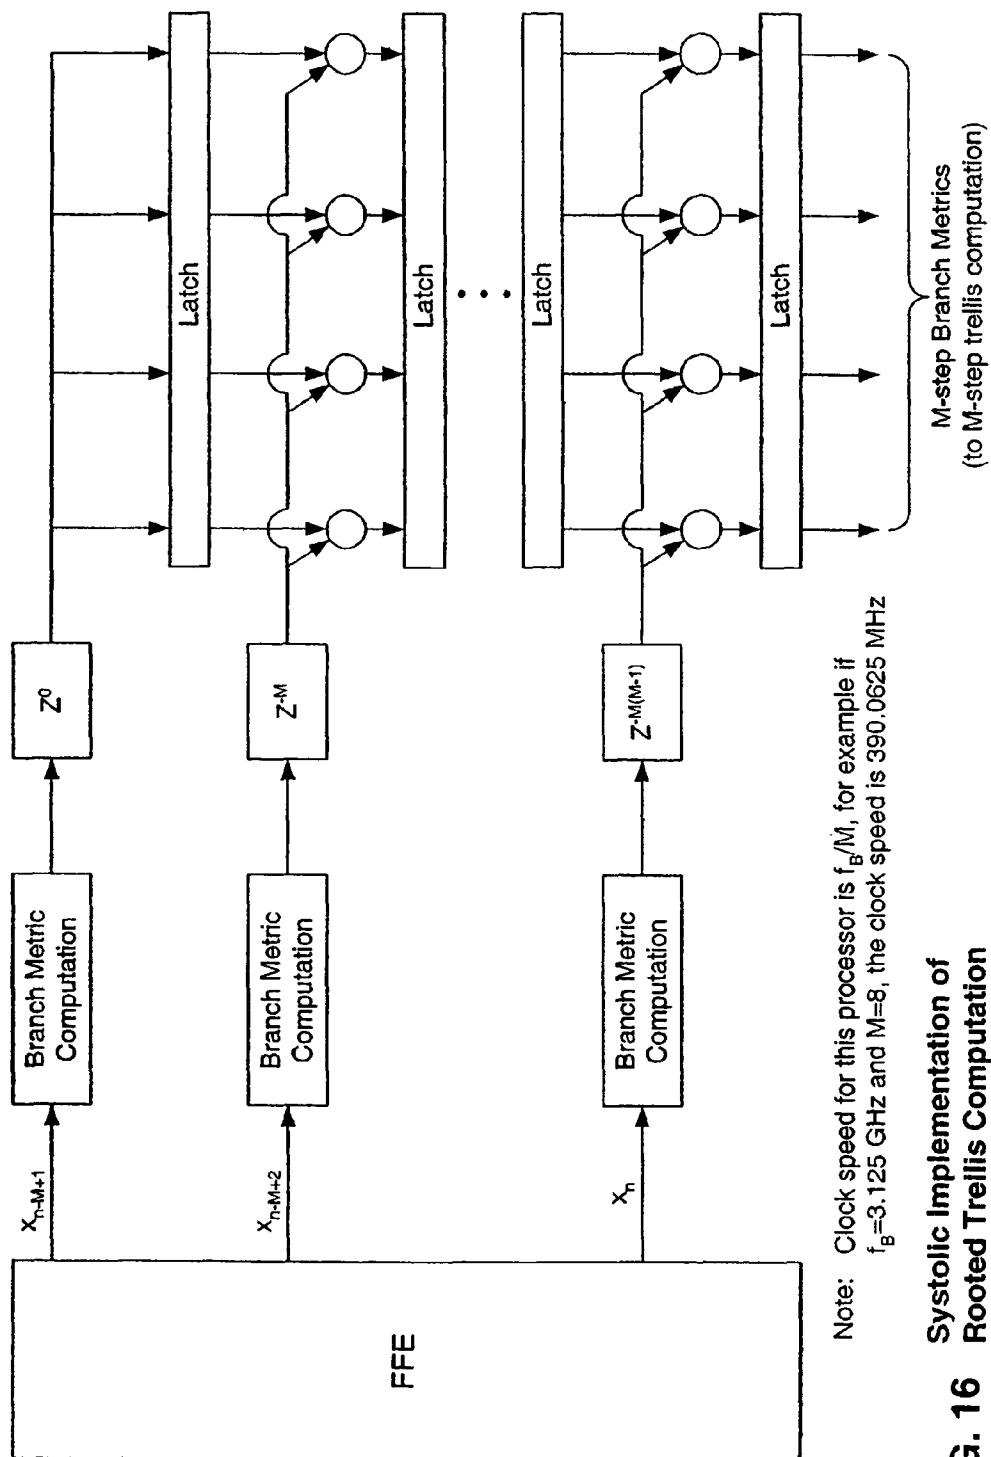 FFE
X_{n-M+1}
X_{n-M+2}
X_n
Branch Metric
Computation
Branch Metric
Computation
Branch Metric
Computation
Z^0
Z^{-M}
Z^{-M(M-1)}
Latch
Latch
• • •
Latch
Latch
M-step Branch Metrics
(to M-step trellis computation)
Note: Clock speed for this processor is f_B/M, for example if
f_B=3.125 GHz and M=8, the clock speed is 390.0625 MHz
G. 16 Systolic Implementation of
Rooted Trellis Computation